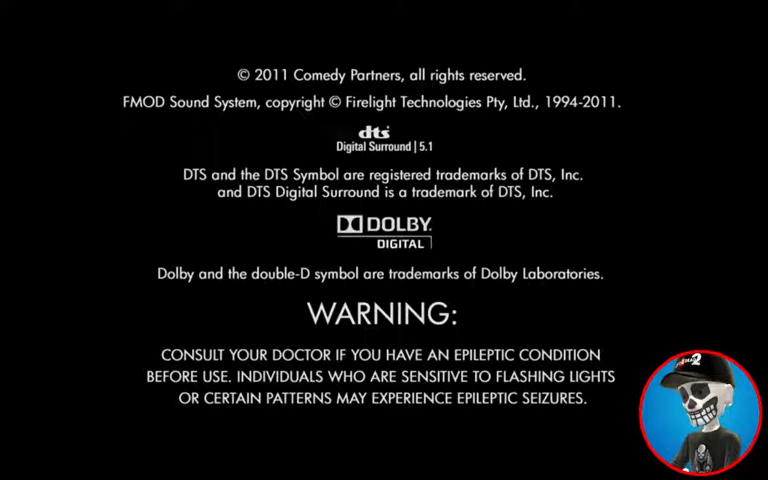 © 2011 Comedy Partners, all rights reserved.
FMOD Sound System, copyright © Firelight Technologies Pty, Ltd., 1994-2011.
dts
Digital Surround | 5.1
DTS and the DTS Symbol are registered trademarks of DTS, Inc.
and DTS Digital Surround is a trademark of DTS, Inc.
DOLBY
DIGITAL
Dolby and the double-D symbol are trademarks of Dolby Laboratories.
WARNING:
CONSULT YOUR DOCTOR IF YOU HAVE AN EPILEPTIC CONDITION
BEFORE USE. INDIVIDUALS WHO ARE SENSITIVE TO FLASHING LIGHTS
OR CERTAIN PATTERNS MAY EXPERIENCE EPILEPTIC SEIZURES.
2